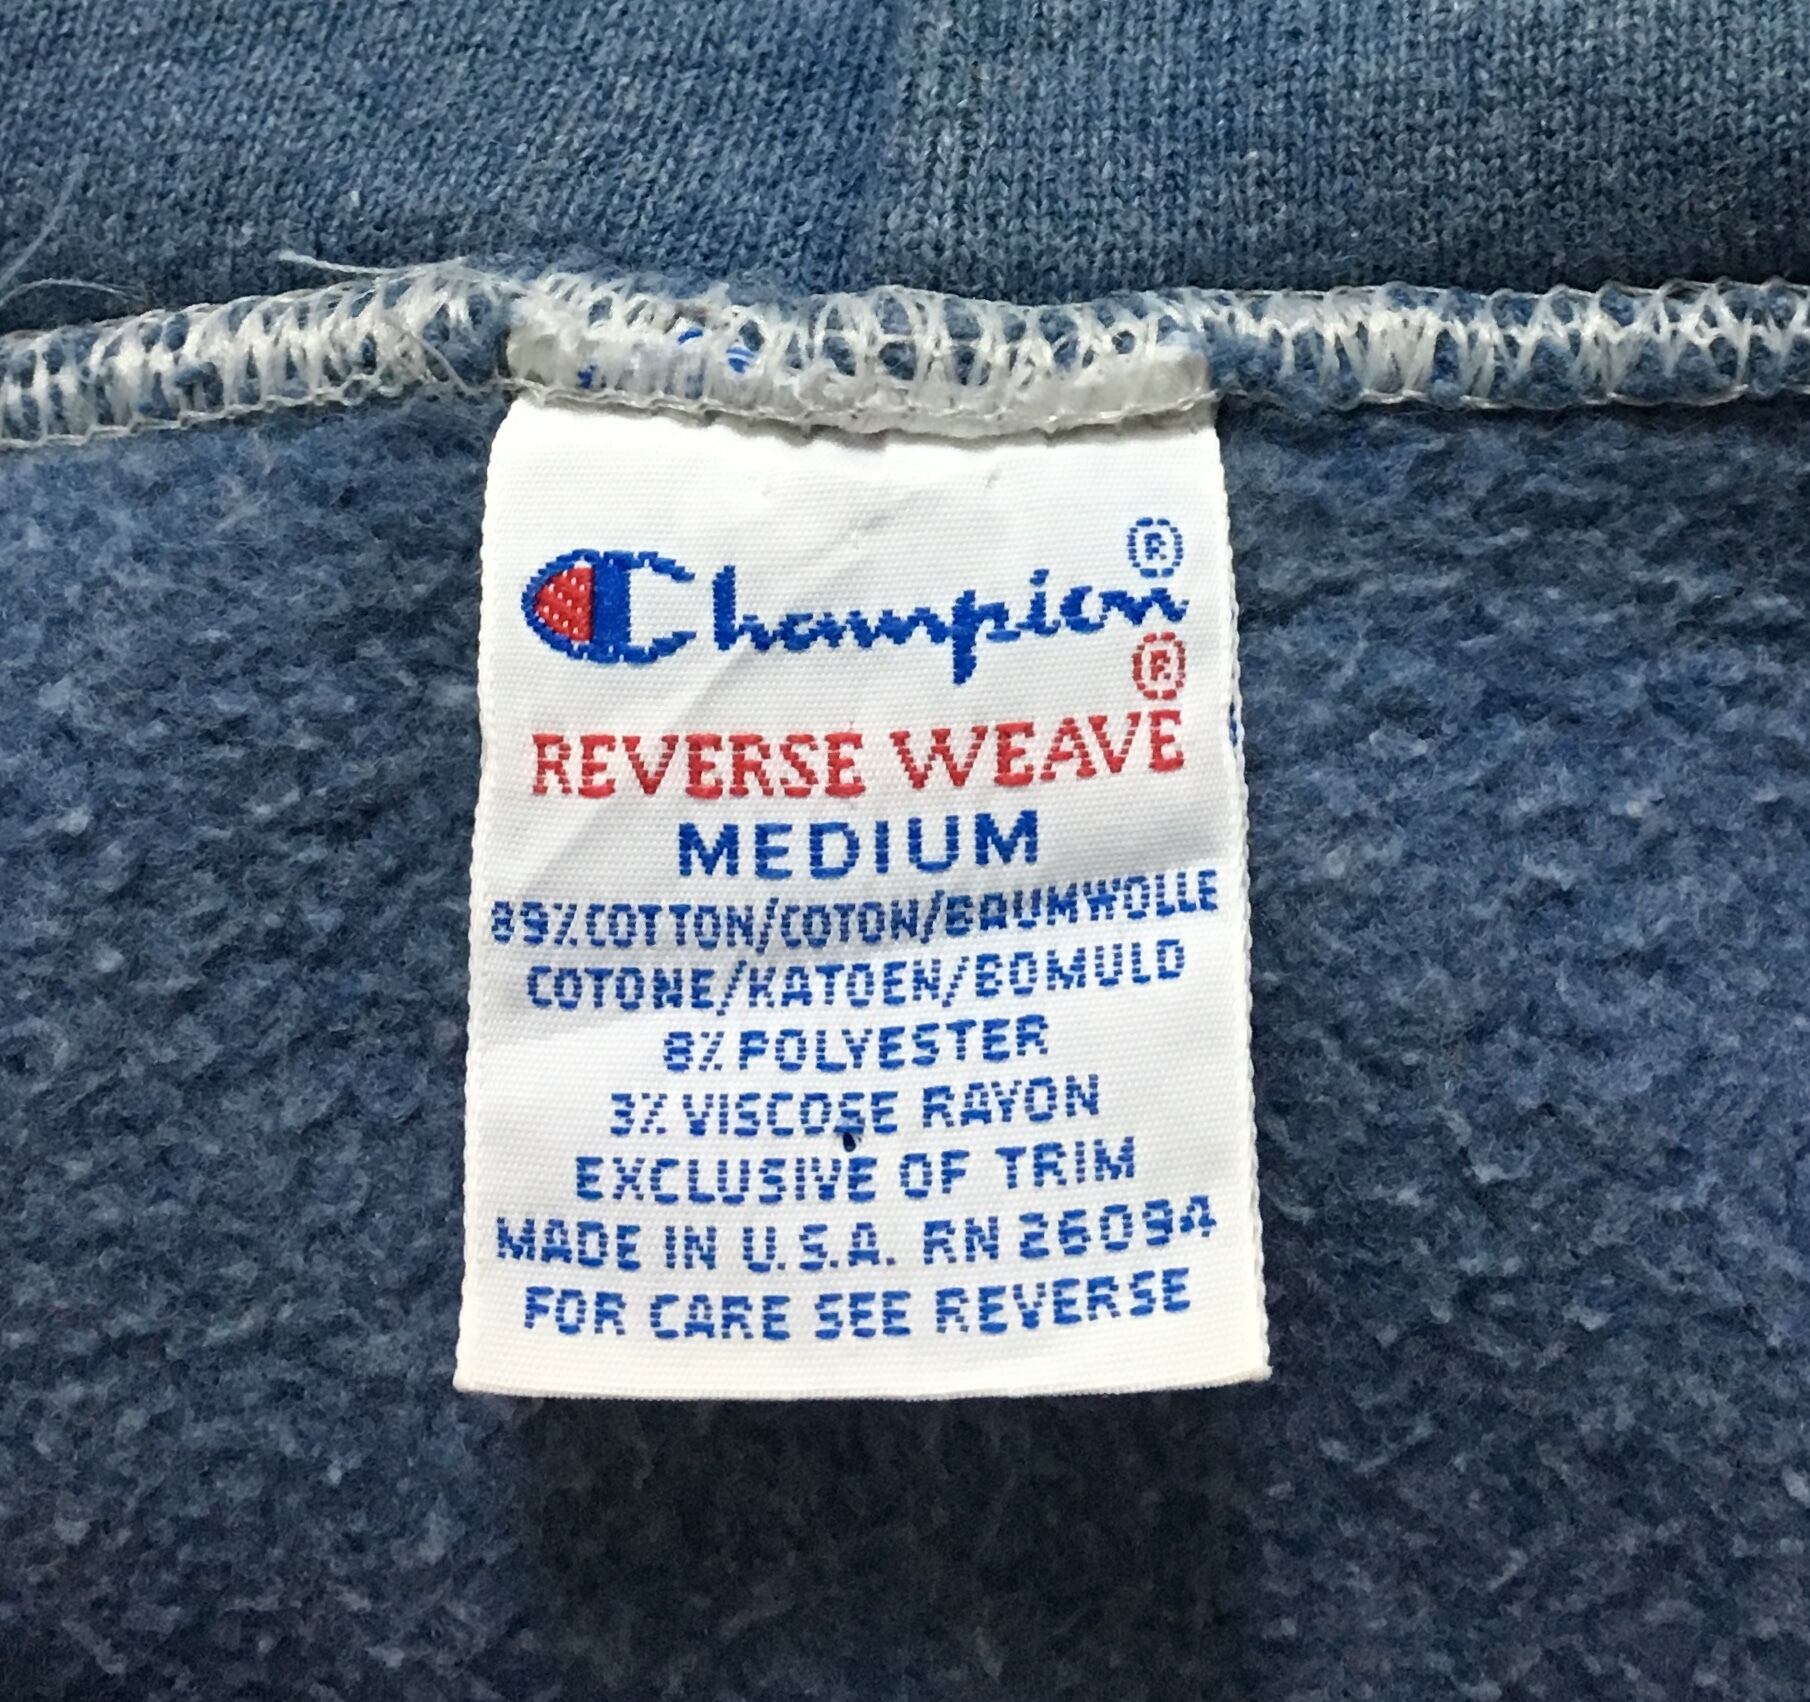 Champion®
®
REVERSE WEAVE
MEDIUM
89% COTTON/COTON/BAUMWOLLE
COTONE/KATOEN/BOMULD
8% POLYESTER
3% VISCOSE RAYON
EXCLUSIVE OF TRIM
MADE IN U.S.A. RN 26094
FOR CARE SEE REVERSE